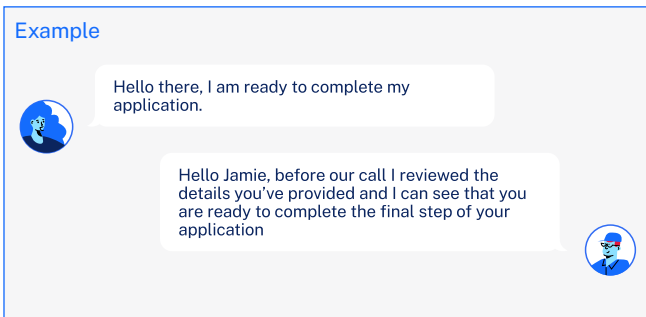 Example
Hello there, I am ready to complete my
application.
Hello Jamie, before our call I reviewed the
details you’ve provided and I can see that you
are ready to complete the final step of your
application